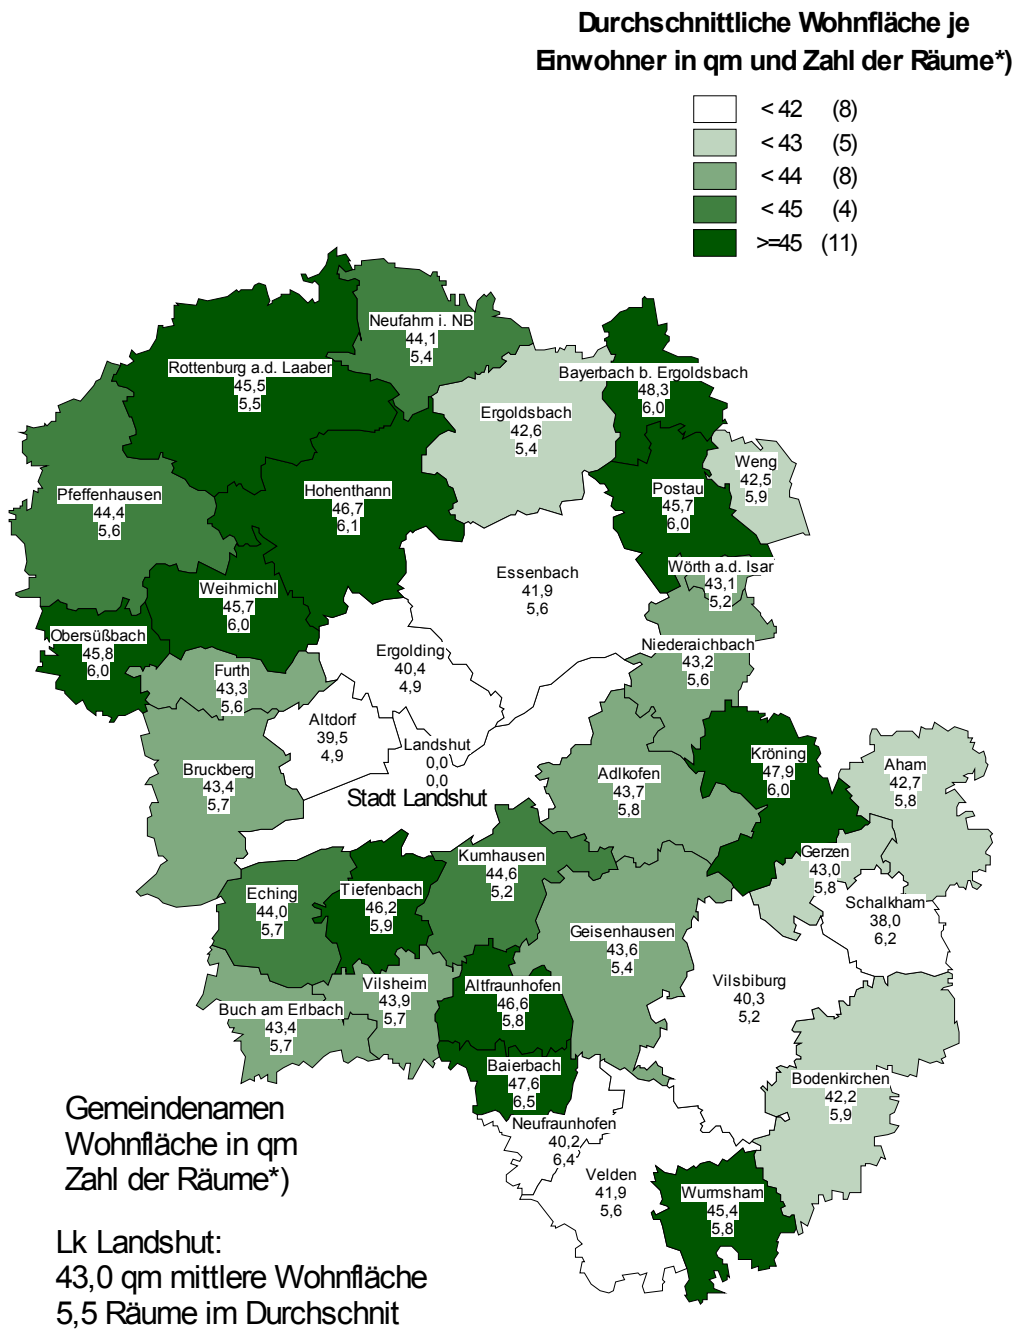 Durchschnittliche Wohnfläche je
Einwohner in qm und Zahl der Räume*)
< 42 (8)
< 43 (5)
< 44 (8)
< 45 (4)
>=45 (11)
Neufahrn i. NB
44,1
5,4
Rottenburg a.d. Laaber
45,5
5,5
Bayerbach b. Ergoldsbach
48,3
6,0
Ergoldsbach
42,6
5,4
Weng
42,5
5,9
Pfeffenhausen
44,4
5,6
Hohenthann
46,7
6,1
Postau
45,7
6,0
Essenbach
41,9
5,6
Wörth a.d. Isar
43,1
5,2
Weihmichl
45,7
6,0
Obersüßbach
45,8
6,0
Ergolding
40,4
4,9
Niederaichbach
43,2
5,6
Furth
43,3
5,6
Altdorf
39,5
4,9
Landshut
0,0
0,0
Stadt Landshut
Bruckberg
43,4
5,7
Adlkofen
43,7
5,8
Kröning
47,9
6,0
Aham
42,7
5,8
Kumhausen
44,6
5,2
Gerzen
43,0
5,8
Eching
44,0
5,7
Tiefenbach
46,2
5,9
Schalkham
38,0
6,2
Geisenhausen
43,6
5,4
Vilsbiburg
40,3
5,2
Vilsheim
43,9
5,7
Altfraunhofen
46,6
5,8
Buch am Erlbach
43,4
5,7
Baierbach
47,6
6,5
Bodenkirchen
42,2
5,9
Neufraunhofen
40,2
6,4
Velden
41,9
5,6
Wurmsham
45,4
5,8
Gemeindenamen
Wohnfläche in qm
Zahl der Räume*)
Lk Landshut:
43,0 qm mittlere Wohnfläche
5,5 Räume im Durchschnit